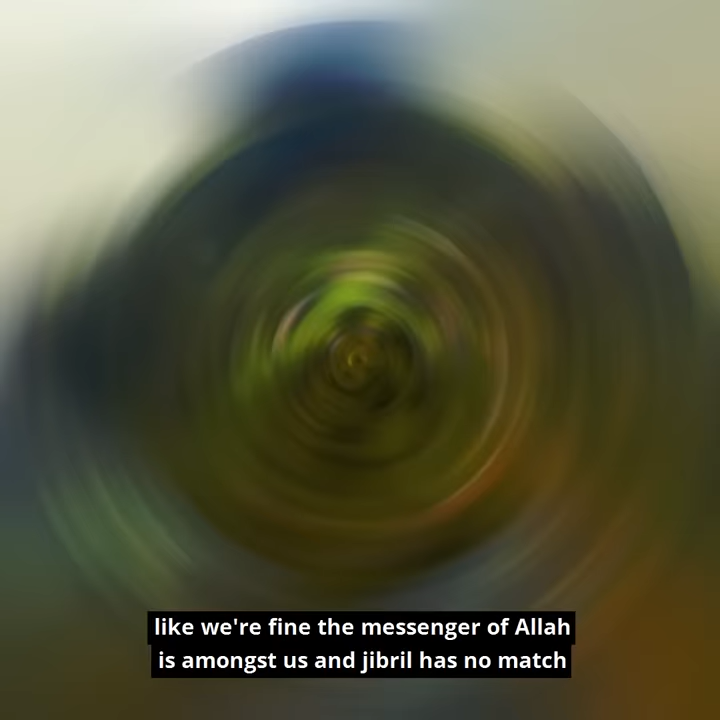 like we're fine the messenger of Allah
is amongst us and jibril has no match